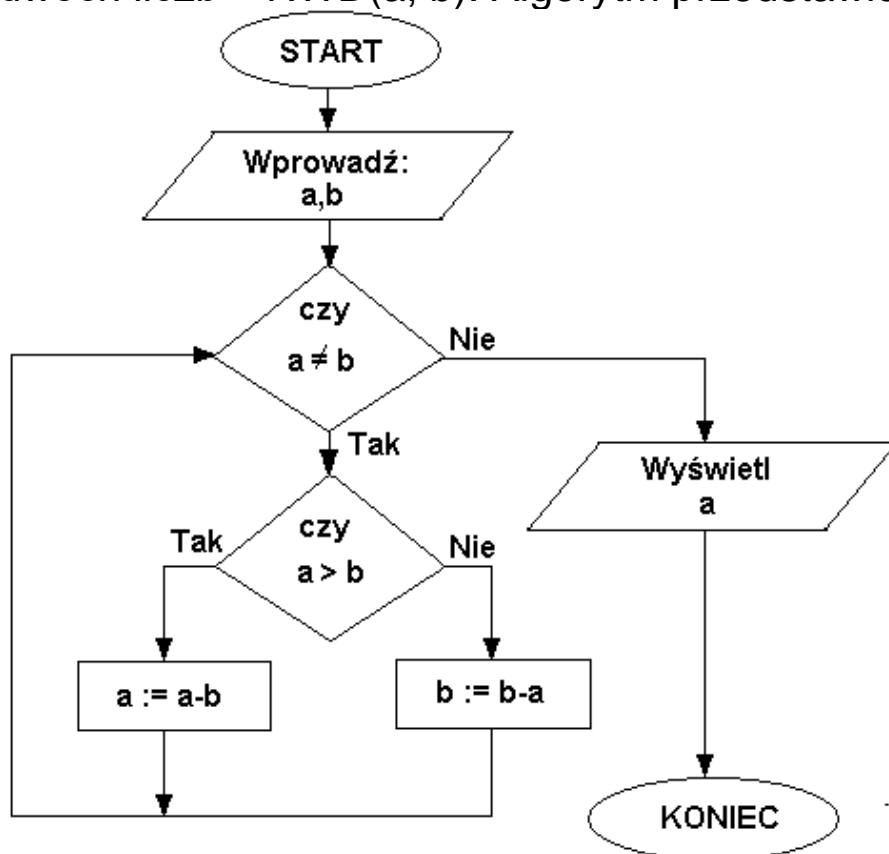 START
Wprowadź:
a,b
czy
a ≠ b
Nie
Tak
czy
a > b
Tak
Nie
a := a-b
b := b-a
Wyświetl
a
KONIEC